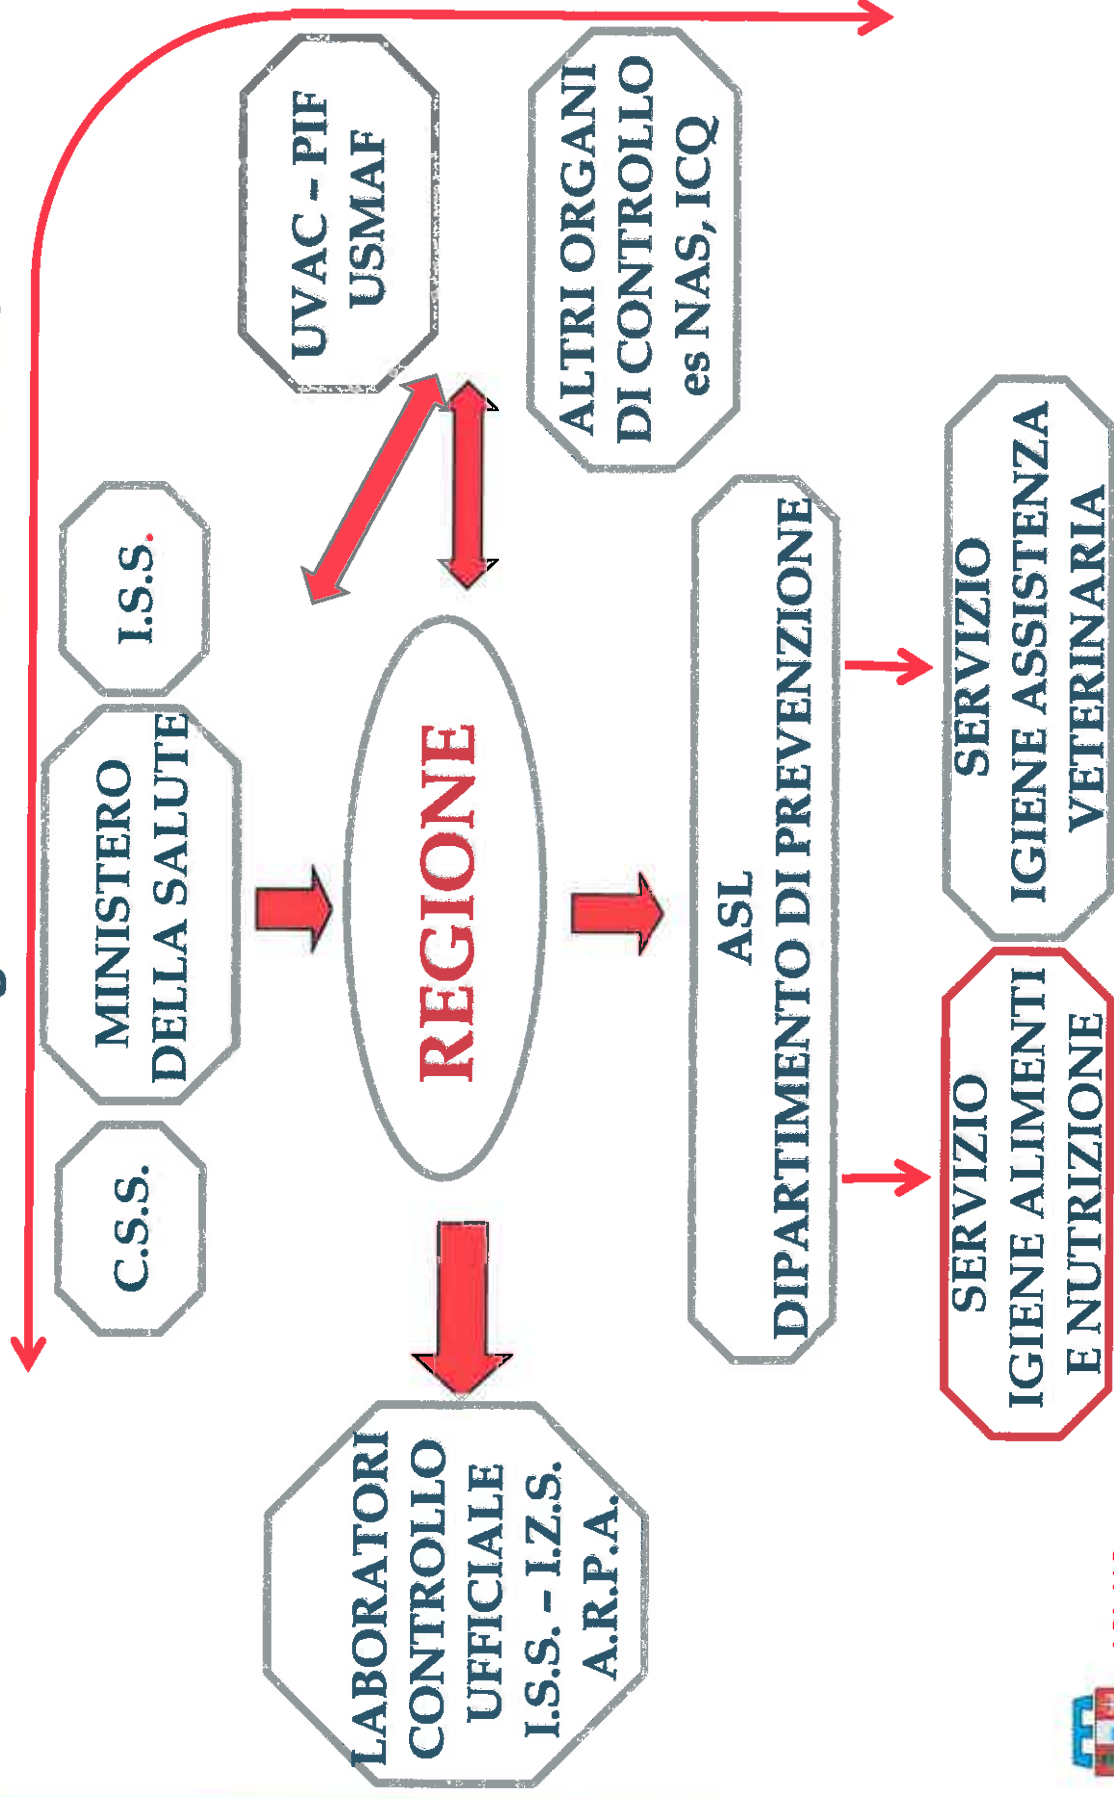 C.S.S.
MINISTERO
DELLA SALUTE
I.S.S.
UVAC – PIF
USMAF
LABORATORI
CONTROLLO
UFFICIALE
I.S.S. – I.Z.S.
A.R.P.A.
REGIONE
ALTRI ORGANI
DI CONTROLLO
es NAS, ICQ
ASL
DIPARTIMENTO DI PREVENZIONE
SERVIZIO
IGIENE ALIMENTI
E NUTRIZIONE
SERVIZIO
IGIENE ASSISTENZA
VETERINARIA